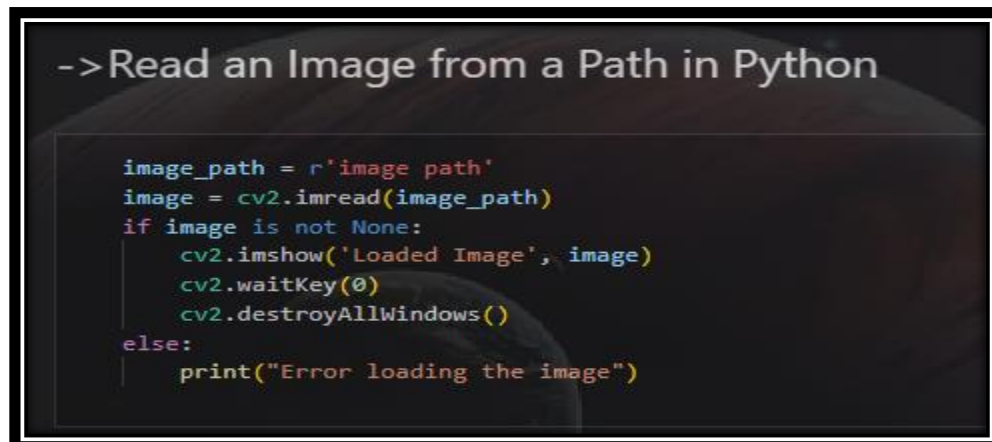 ->Read an Image from a Path in Python
image_path = r'image path'
image = cv2.imread(image_path)
if image is not None:
    cv2.imshow('Loaded Image', image)
    cv2.waitKey(0)
    cv2.destroyAllWindows()
else:
    print("Error loading the image")